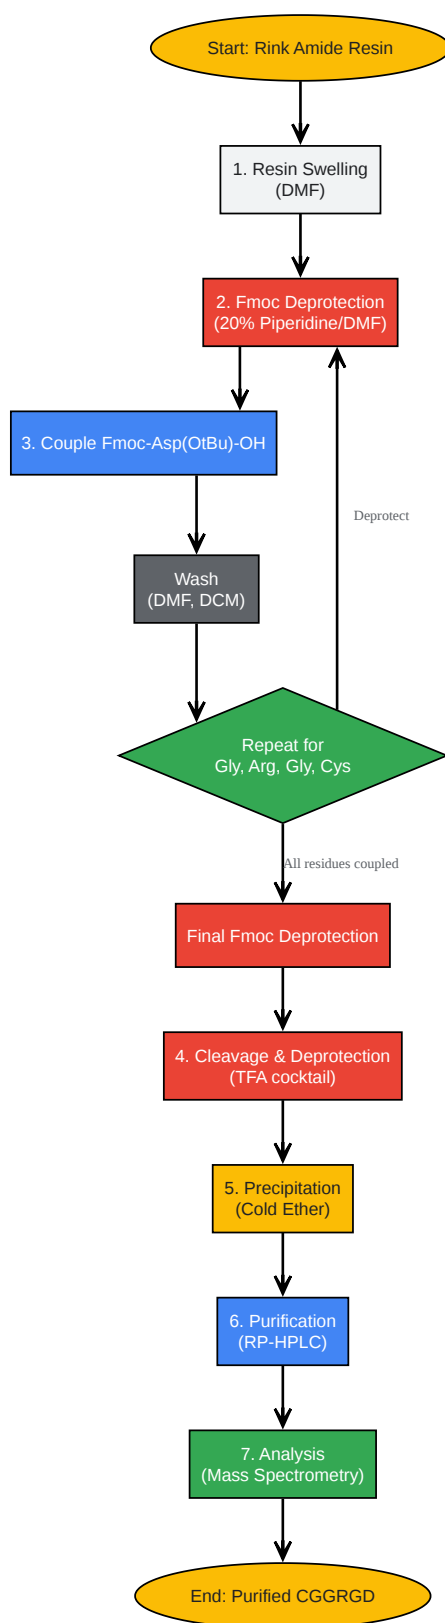 Start: Rink Amide Resin
1. Resin Swelling
(DMF)
2. Fmoc Deprotection
(20% Piperidine/DMF)
3. Couple Fmoc-Asp(OtBu)-OH
Deprotect
Wash
(DMF, DCM)
Repeat for
Gly, Arg, Gly, Cys
All residues coupled
Final Fmoc Deprotection
4. Cleavage & Deprotection
(TFA cocktail)
5. Precipitation
(Cold Ether)
6. Purification
(RP-HPLC)
7. Analysis
(Mass Spectrometry)
End: Purified CGGRGD